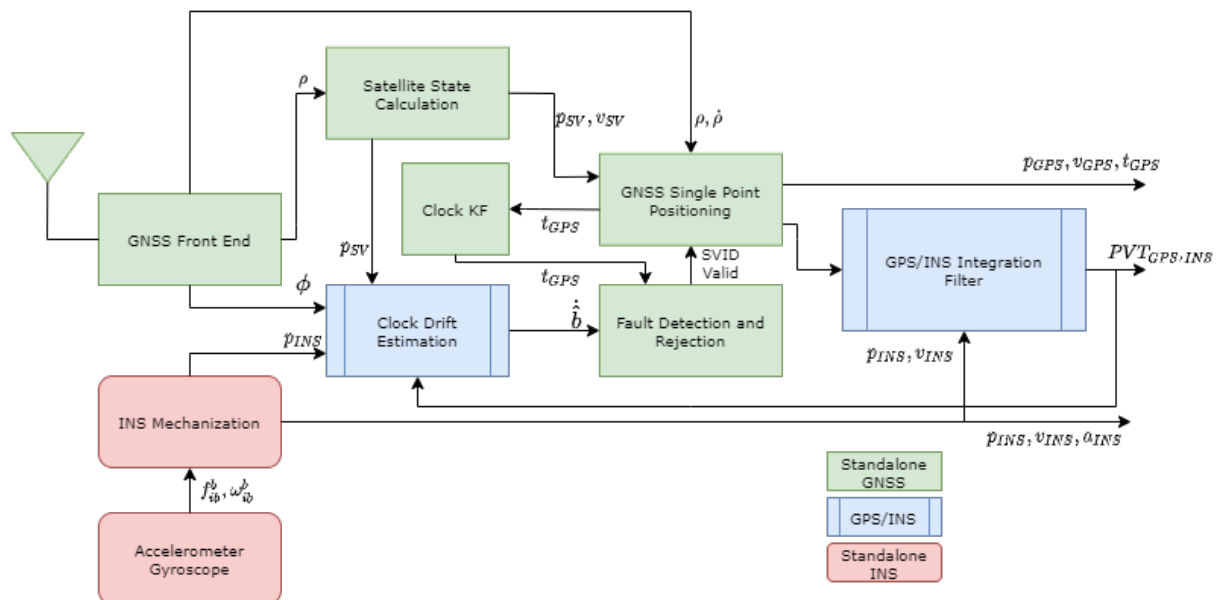 ρ
Satellite State
Calculation
p_SV, v_SV
ρ, ρ̇
GNSS Front End
Clock KF
t_GPS
GNSS Single Point
Positioning
p_GPS, v_GPS, t_GPS
p_SV
SVID
Valid
GPS/INS Integration
Filter
PVT_GPS,INS
ϕ
t_GPS
Clock Drift
Estimation
ḃ̂
Fault Detection and
Rejection
p_INS
p_INS, v_INS
INS Mechanization
p_INS, v_INS, a_INS
f_ib^b, ω_ib^b
Accelerometer
Gyroscope
Standalone
GNSS
GPS/INS
Standalone
INS